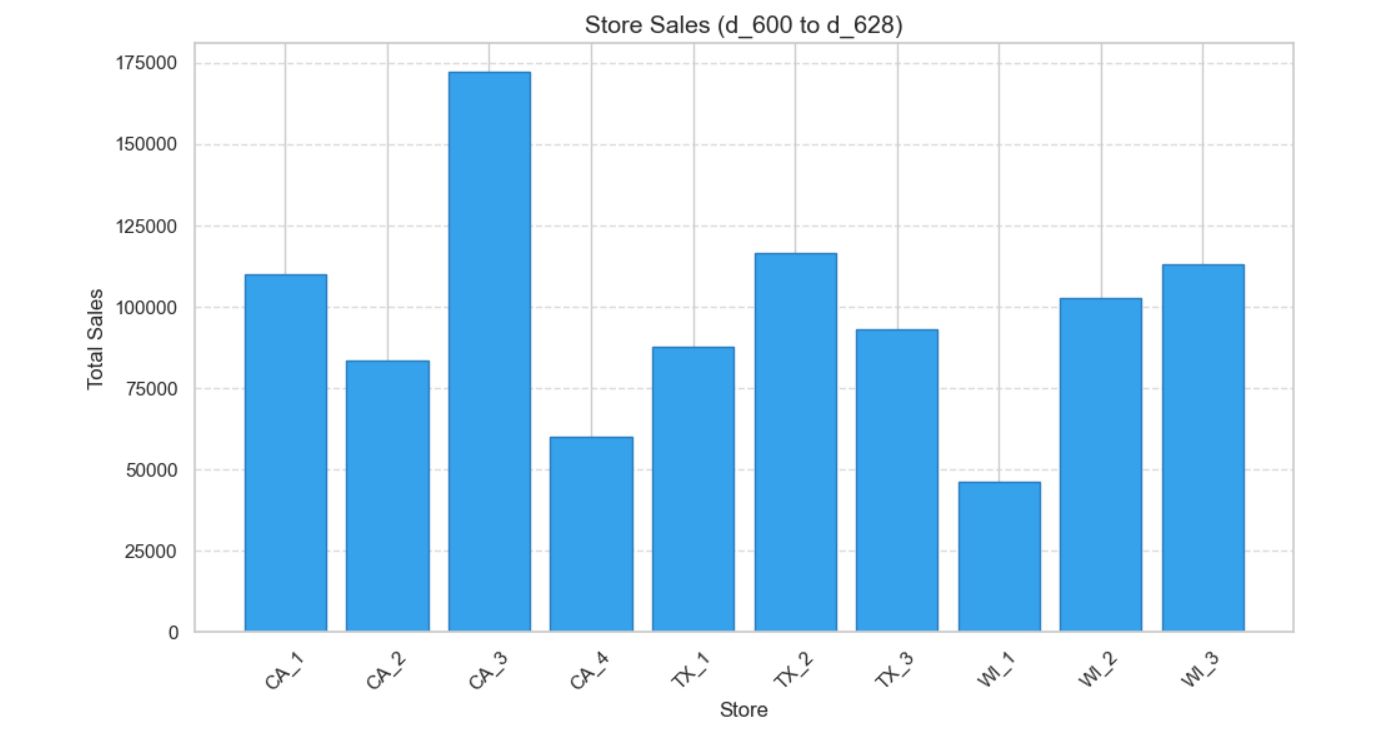 Store Sales (d_600 to d_628)
175000
150000
125000
100000
75000
50000
25000
0
Total Sales
CA_1
CA_2
CA_3
CA_4
TX_1
TX_2
TX_3
WI_1
WI_2
WI_3
Store